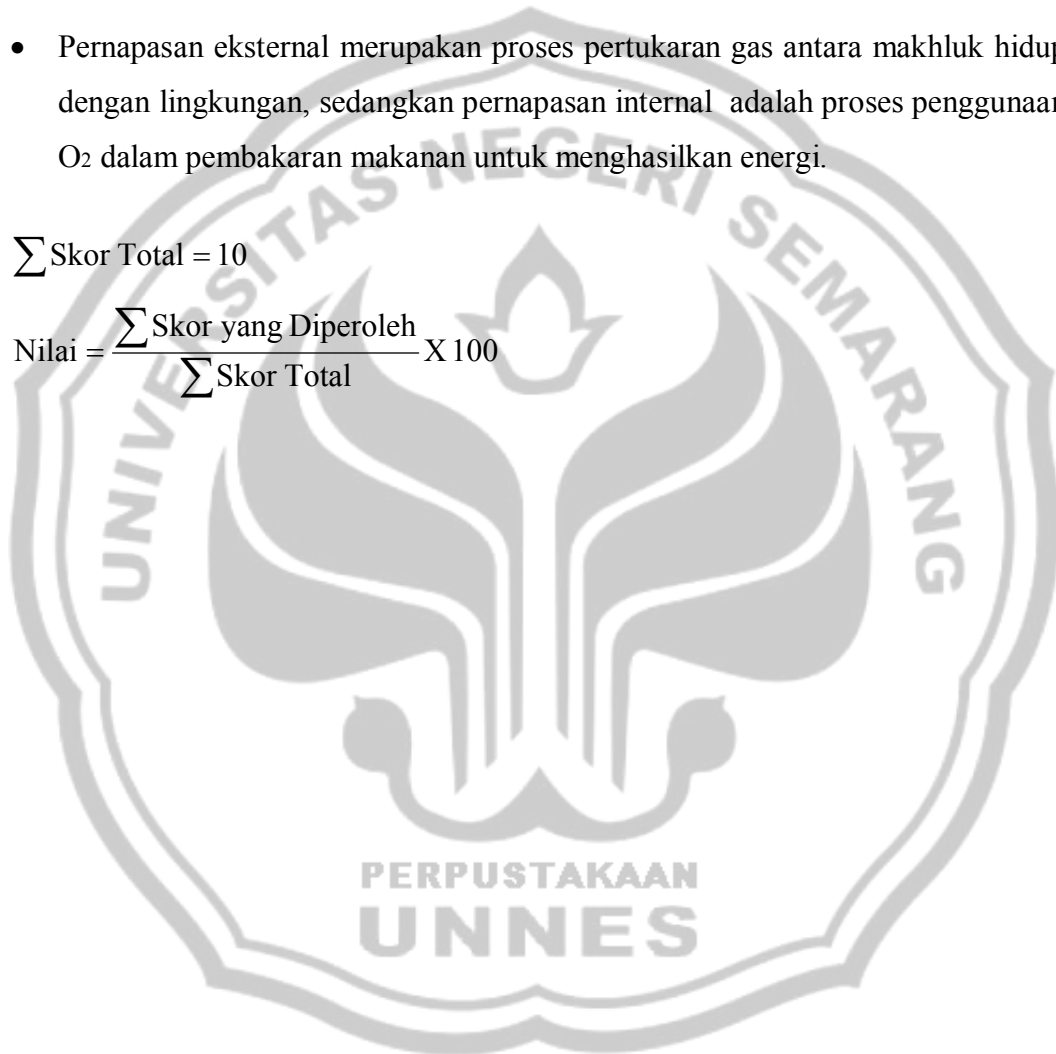 • Pernapasan eksternal merupakan proses pertukaran gas antara makhluk hidup
dengan lingkungan, sedangkan pernapasan internal adalah proses penggunaan
O₂ dalam pembakaran makanan untuk menghasilkan energi.
∑Skor Total = 10
Nilai = ∑Skor yang Diperoleh / ∑Skor Total X 100
UNIVERSITAS NEGERI SEMARANG
PERPUSTAKAAN
UNNES